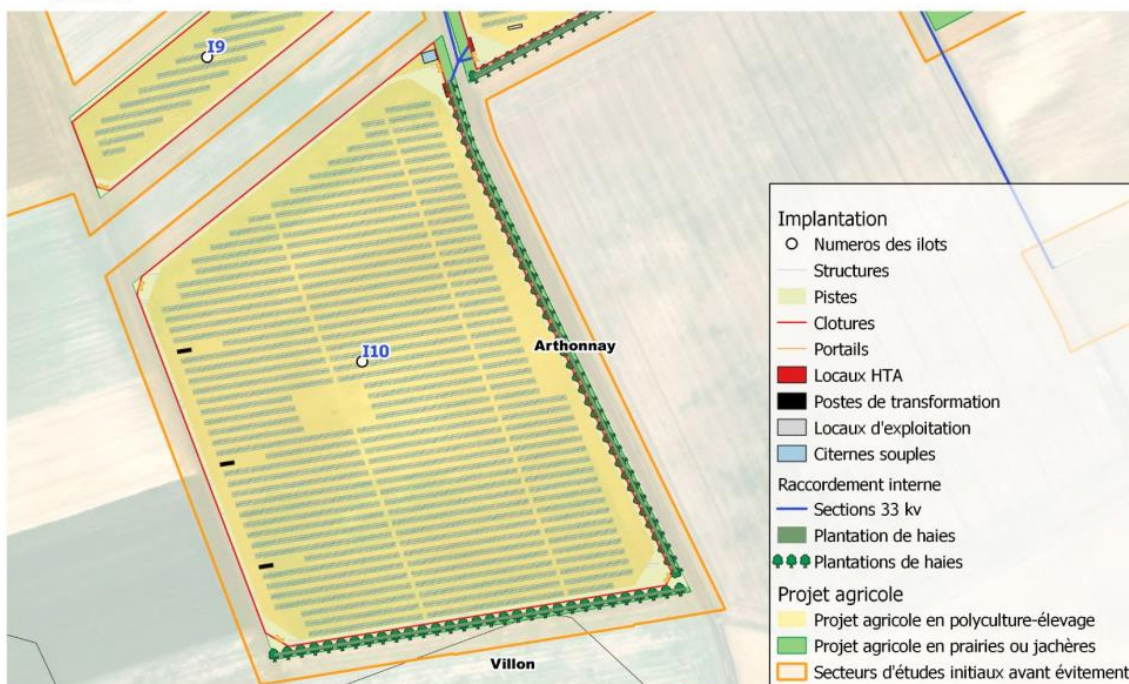 I9
I10
Arthonnay
Villon
Implantation
Numeros des ilots
Structures
Pistes
Clotures
Portails
Locaux HTA
Postes de transformation
Locaux d'exploitation
Citernes souples
Raccordement interne
Sections 33 kv
Plantation de haies
Plantations de haies
Projet agricole
Projet agricole en polyculture-élevage
Projet agricole en prairies ou jachères
Secteurs d'études initiaux avant évitement